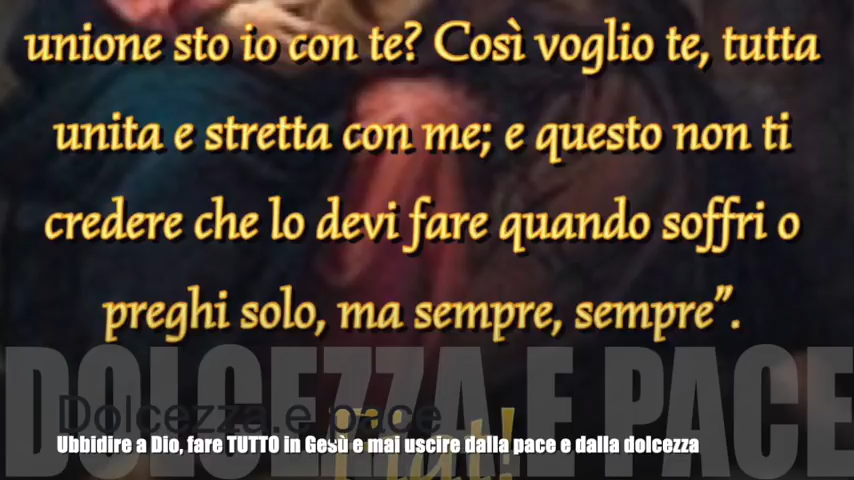 unione sto io con te? Così voglio te, tutta
unita e stretta con me; e questo non ti
credere che lo devi fare quando soffri o
preghi solo, ma sempre, sempre”.
DOLCEZZA E PACE
Dolcezza e pace
Fiat!
Ubbidire a Dio, fare TUTTO in Gesù e mai uscire dalla pace e dalla dolcezza